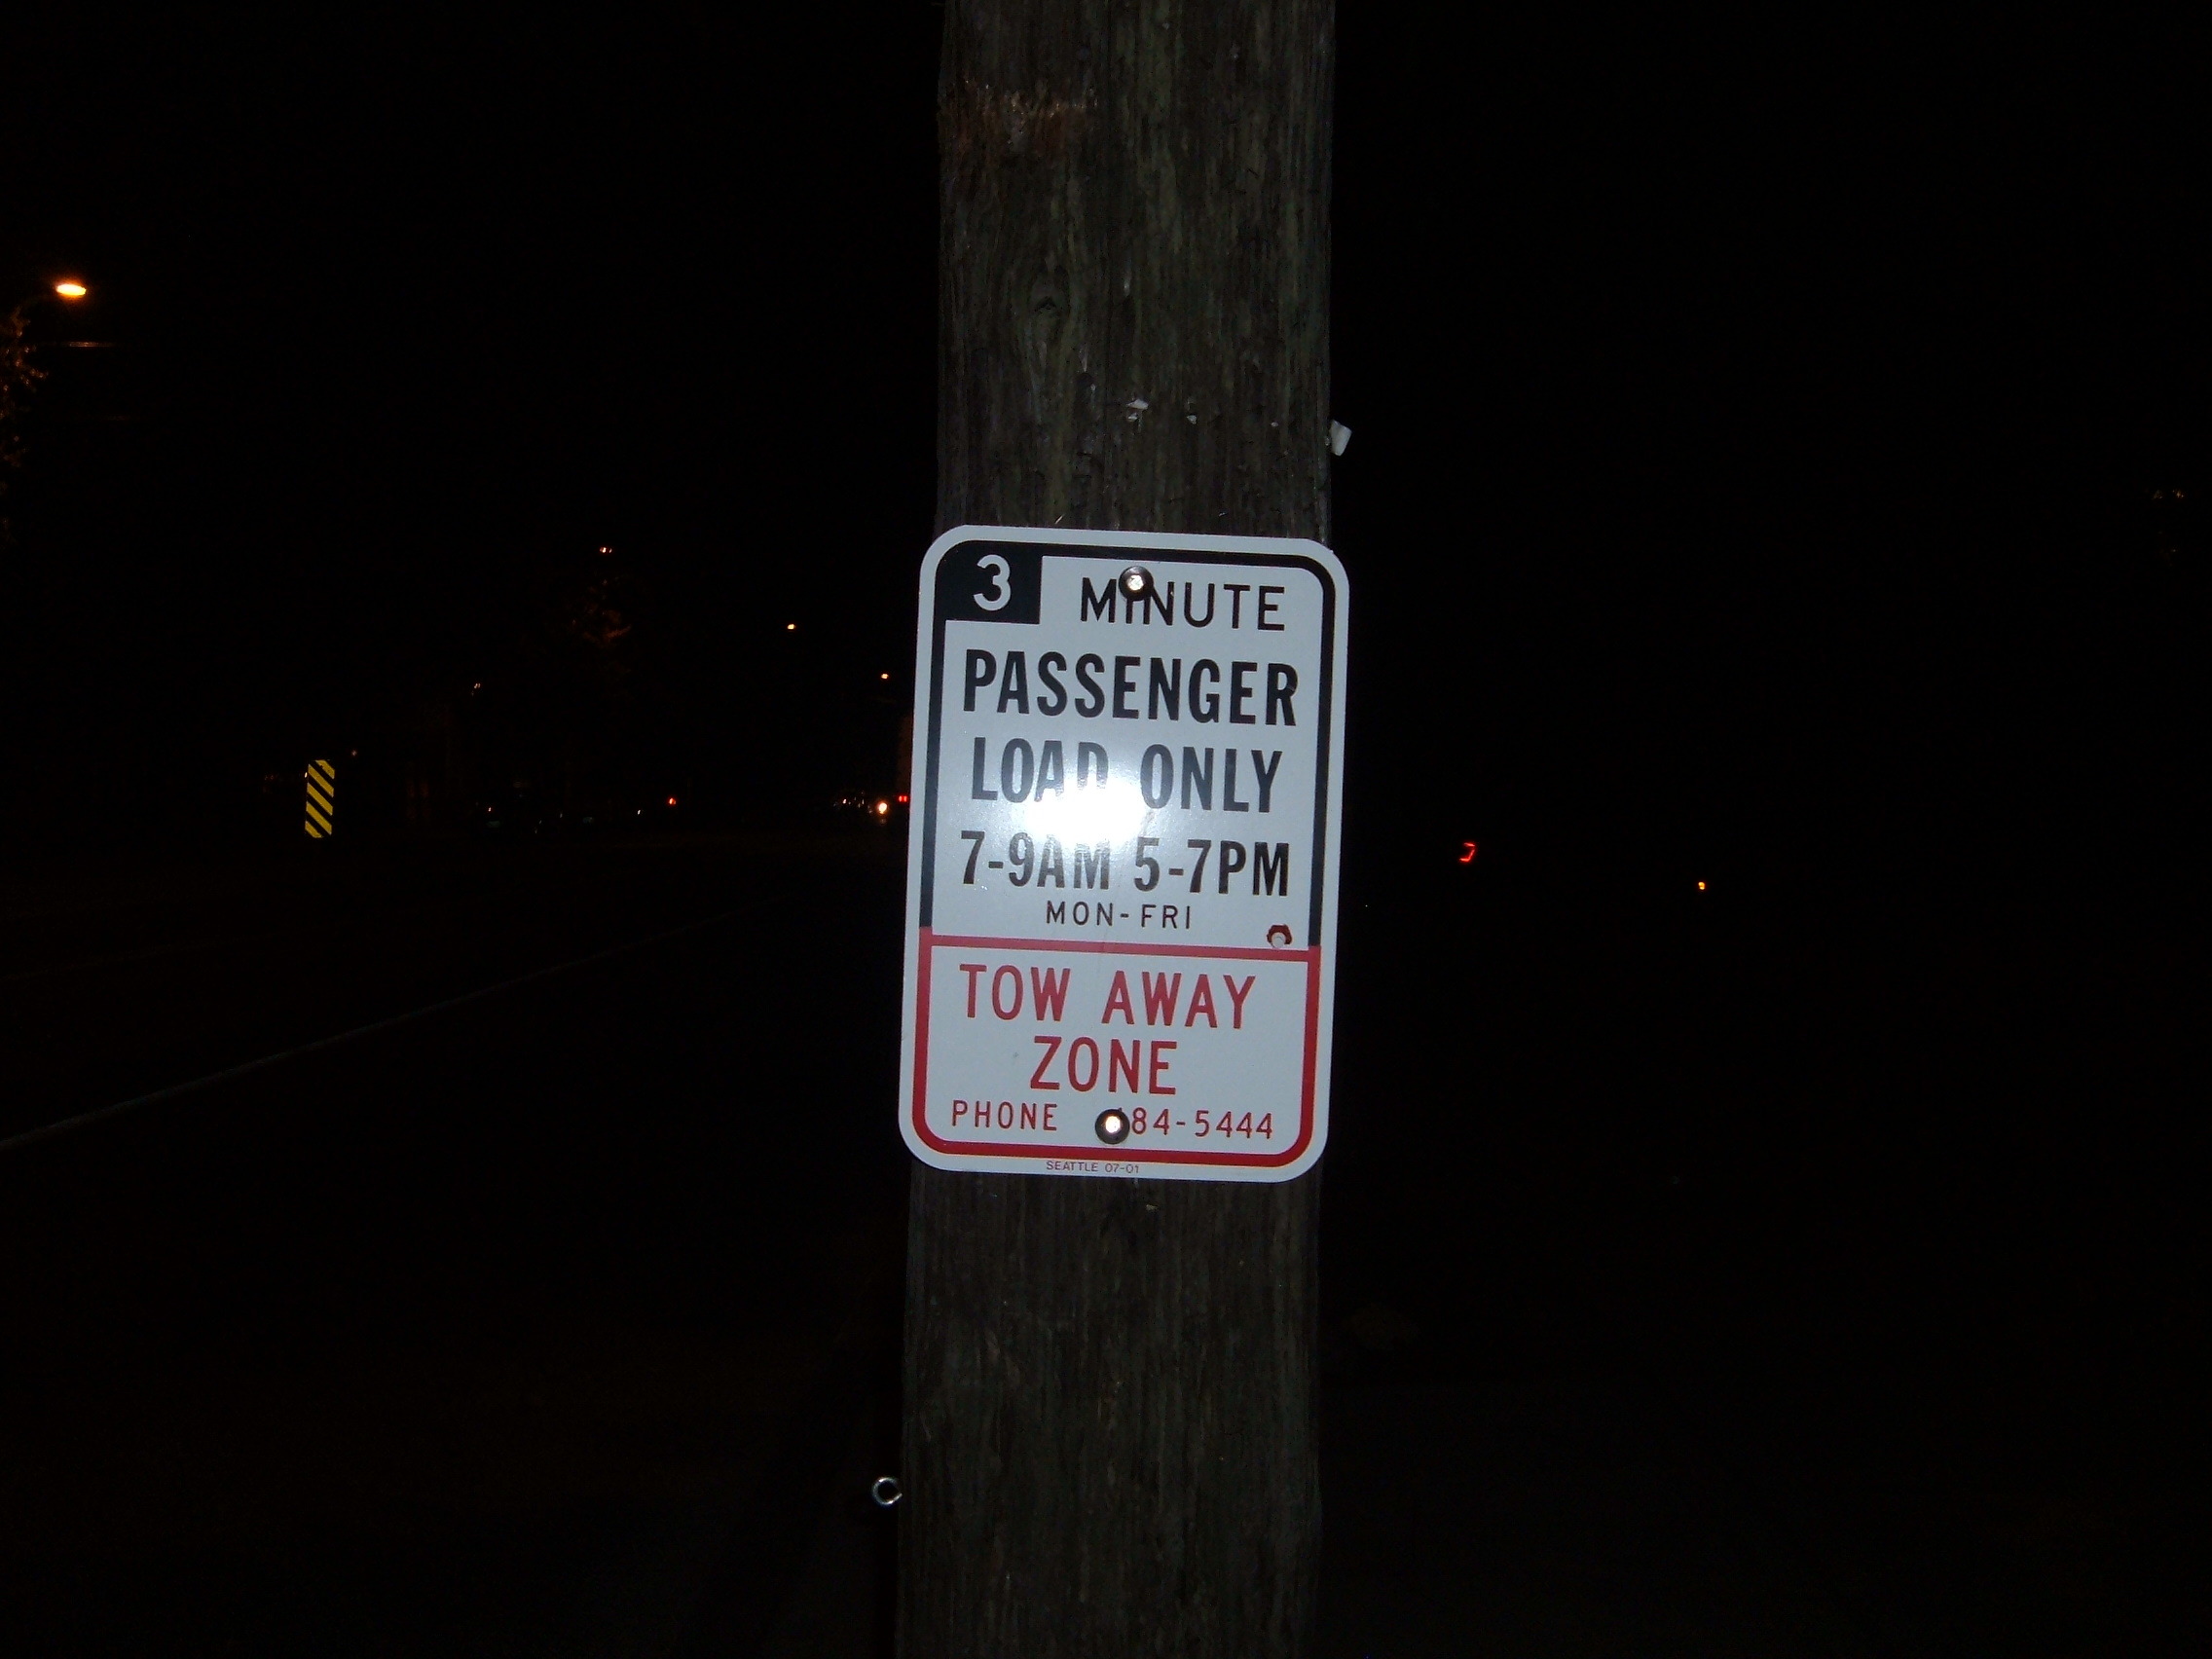 3 MINUTE
PASSENGER
LOAD ONLY
7-9AM 5-7PM
MON-FRI
TOW AWAY
ZONE
PHONE 84-5444
SEATTLE 07-01